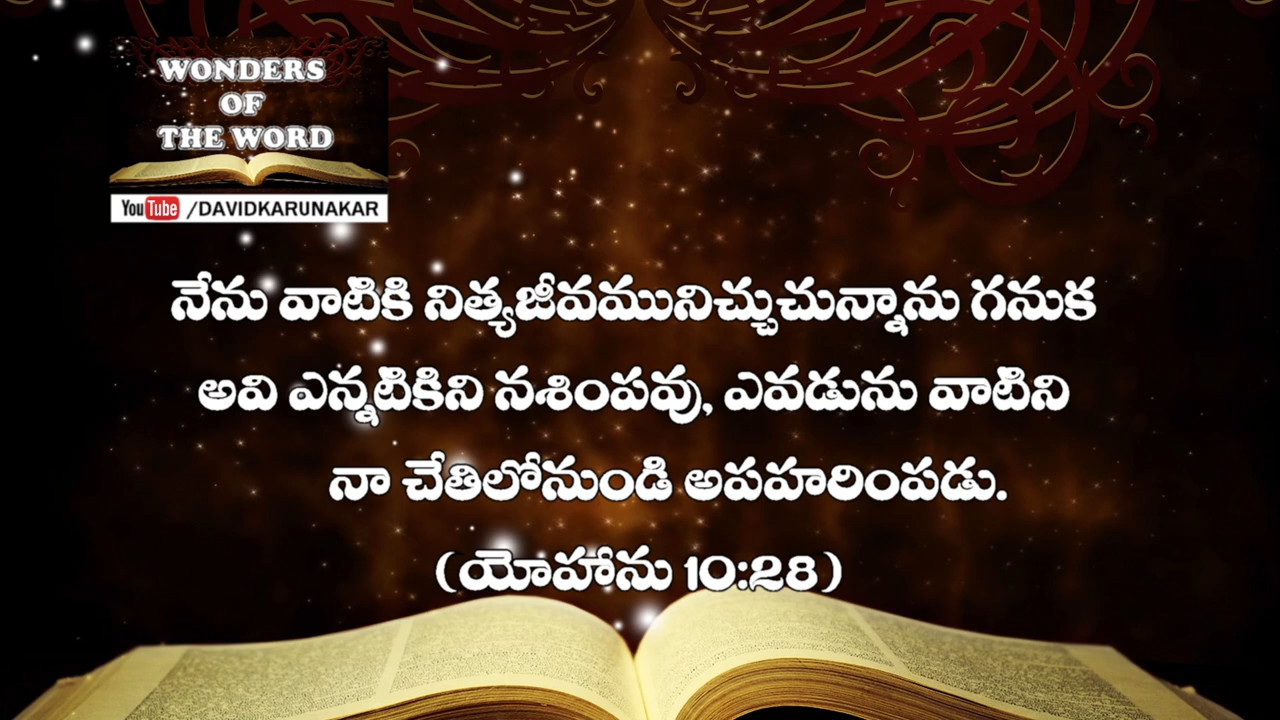 WONDERS
OF
THE WORD
YouTube /DAVIDKARUNAKAR
నేను వాటికి నిత్యజీవమునిచ్చుచున్నాను గనుక
అవి ఎన్నటికిని నశింపవు, ఎవడును వాటిని
నా చేతిలోనుండి అపహరింపడు.
(యోహాను 10:28)